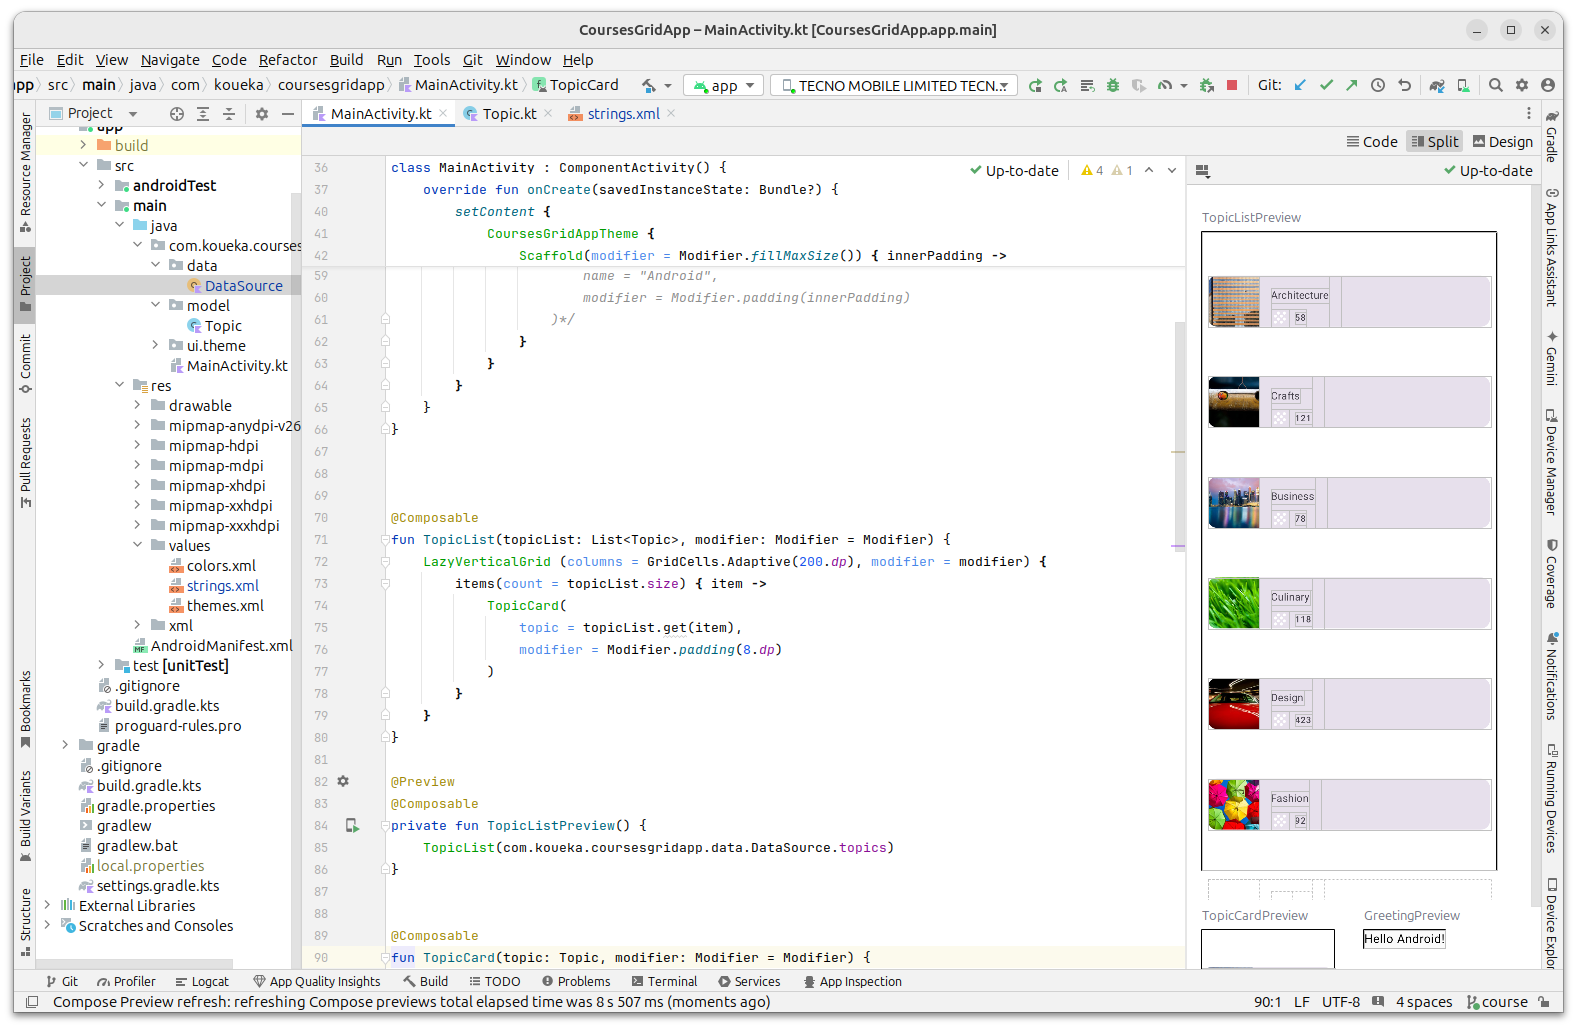 CoursesGridApp – MainActivity.kt [CoursesGridApp.app.main]
File Edit View Navigate Code Refactor Build Run Tools Git Window Help
app src main java com koueka coursesgridapp MainActivity.kt TopicCard app TECNO MOBILE LIMITED TECN... Git:
Project MainActivity.kt Topic.kt strings.xml
Code Split Design
Resource Manager
Project
Commit
Pull Requests
Bookmarks
Build Variants
Structure
app
build
src
androidTest
main
java
com.koueka.courses
data
DataSource
model
Topic
ui.theme
MainActivity.kt
res
drawable
mipmap-anydpi-v26
mipmap-hdpi
mipmap-mdpi
mipmap-xhdpi
mipmap-xxhdpi
mipmap-xxxhdpi
values
colors.xml
strings.xml
themes.xml
xml
AndroidManifest.xml
test [unitTest]
.gitignore
build.gradle.kts
proguard-rules.pro
gradle
.gitignore
build.gradle.kts
gradle.properties
gradlew
gradlew.bat
local.properties
settings.gradle.kts
External Libraries
Scratches and Consoles
Up-to-date 4 1
36 class MainActivity : ComponentActivity() {
37 override fun onCreate(savedInstanceState: Bundle?) {
40 setContent {
41 CoursesGridAppTheme {
42 Scaffold(modifier = Modifier.fillMaxSize()) { innerPadding ->
59 name = "Android",
60 modifier = Modifier.padding(innerPadding)
61 )*/
62 }
63 }
64 }
65 }
66 }
67
68
69
70 @Composable
71 fun TopicList(topicList: List<Topic>, modifier: Modifier = Modifier) {
72 LazyVerticalGrid (columns = GridCells.Adaptive(200.dp), modifier = modifier) {
73 items(count = topicList.size) { item ->
74 TopicCard(
75 topic = topicList.get(item),
76 modifier = Modifier.padding(8.dp)
77 )
78 }
79 }
80 }
81
82 @Preview
83 @Composable
84 private fun TopicListPreview() {
85 TopicList(com.koueka.coursesgridapp.data.DataSource.topics)
86 }
87
88
89 @Composable
90 fun TopicCard(topic: Topic, modifier: Modifier = Modifier) {
Up-to-date
TopicListPreview
Architecture
58
Crafts
121
Business
78
Culinary
118
Design
423
Fashion
92
TopicCardPreview GreetingPreview
Hello Android!
Gradle
App Links Assistant
Gemini
Device Manager
Coverage
Notifications
Running Devices
Device Explor
Git Profiler Logcat App Quality Insights Build TODO Problems Terminal Services App Inspection
Compose Preview refresh: refreshing Compose previews total elapsed time was 8 s 507 ms (moments ago) 90:1 LF UTF-8 4 spaces course